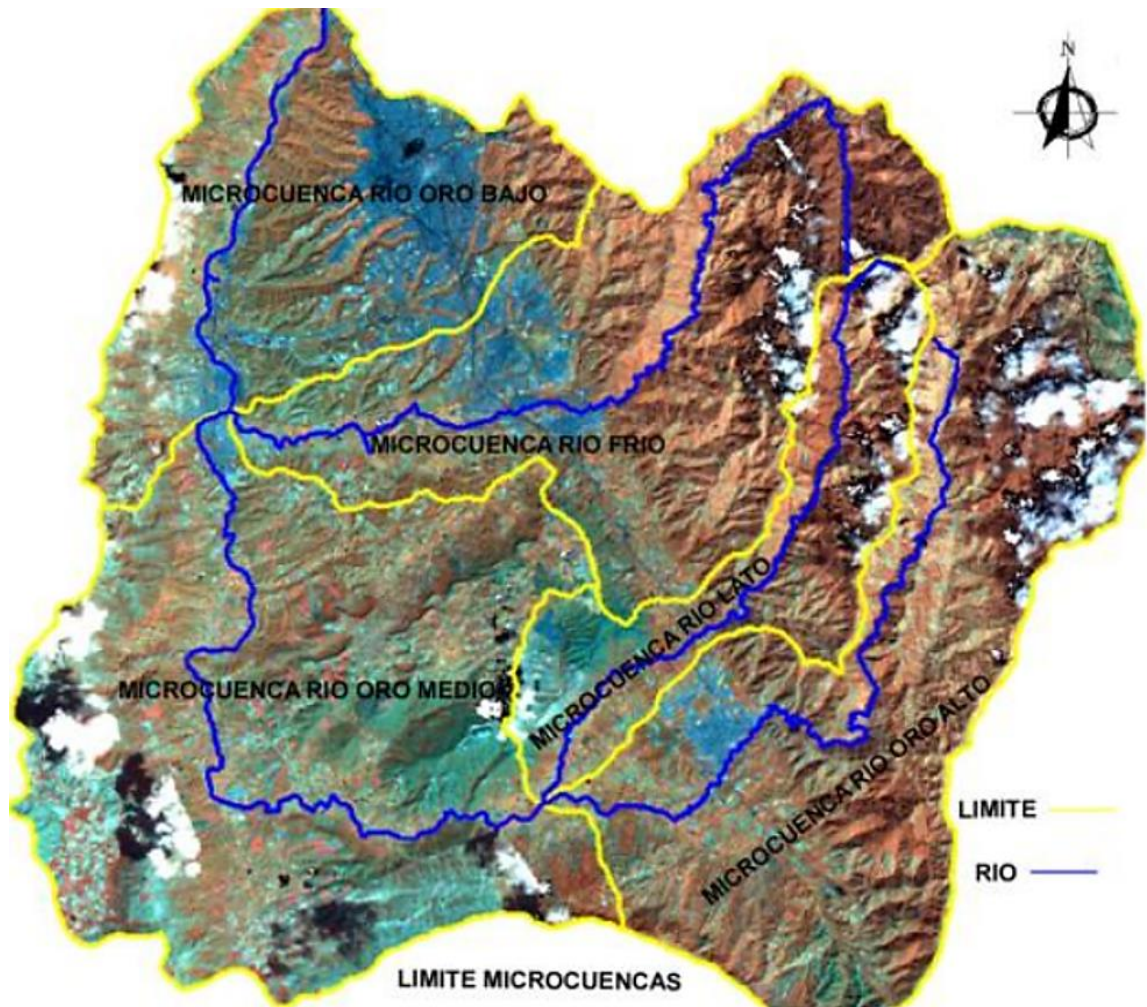 N
MICROCUENCA RIO ORO BAJO
MICROCUENCA RIO FRIO
MICROCUENCA RIO LATO
MICROCUENCA RIO ORO MEDIO
MICROCUENCA RIO ORO ALTO
LIMITE
RIO
LIMITE MICROCUENCAS